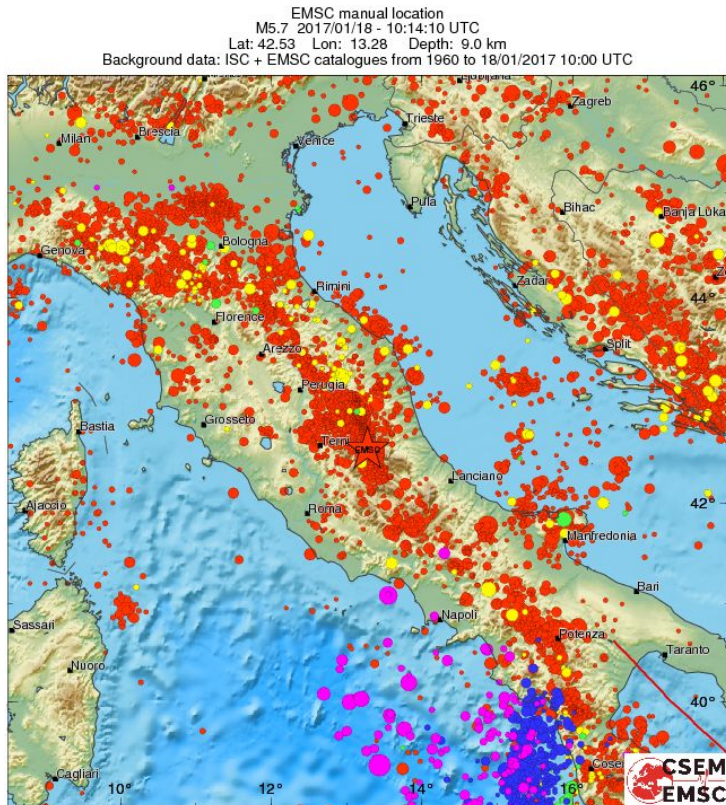 EMSC manual location
M5.7 2017/01/18 - 10:14:10 UTC
Lat: 42.53 Lon: 13.28 Depth: 9.0 km
Background data: ISC + EMSC catalogues from 1960 to 18/01/2017 10:00 UTC
Ljubljana
46°
Zagreb
Trieste
Milan
Brescia
Venice
Pula
Bihac
Banja Luka
Genova
Bologna
Zadar
44°
Rimini
Florence
Split
Arezzo
Perugia
Grosseto
Bastia
Terni
EMSC
Lanciano
Ajaccio
Roma
42°
Manfredonia
Bari
Sassari
Napoli
Potenza
Taranto
Nuoro
40°
Cagliari
10°
12°
14°
16°
CSEM
EMSC